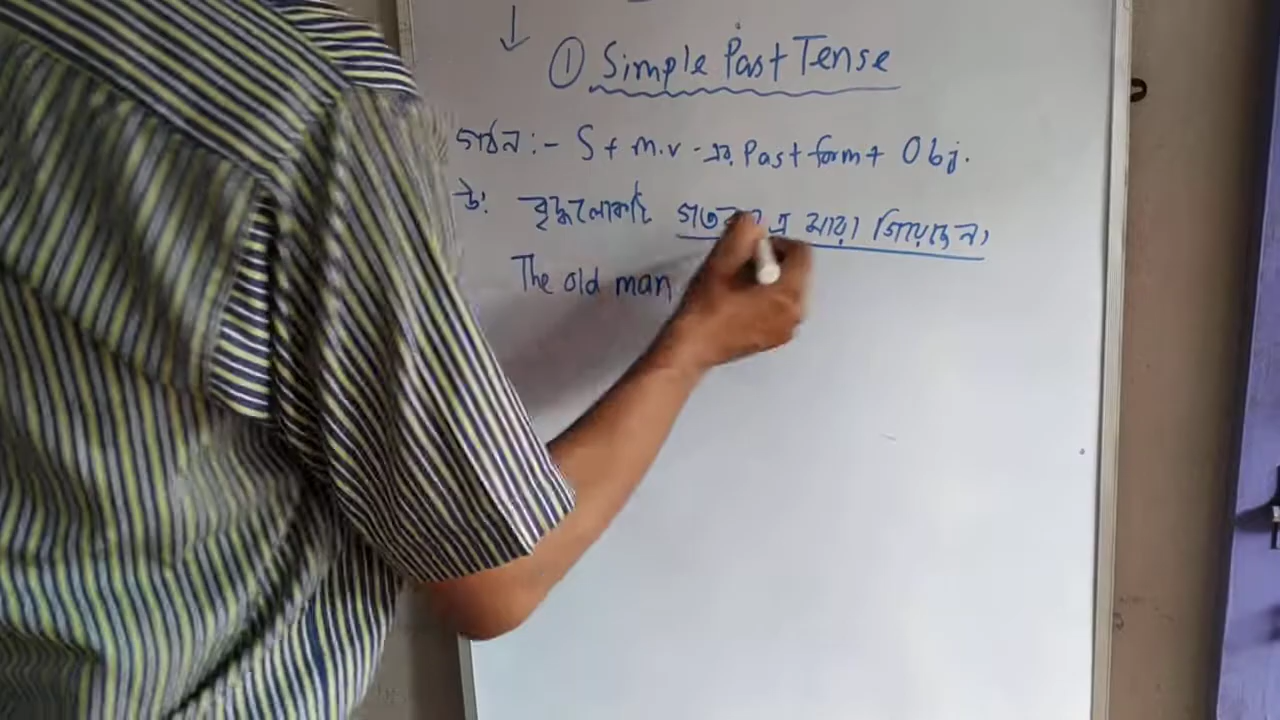 ① Simple Past Tense
গঠন :- S + m.v - এর Past form + Obj.
উ: বৃদ্ধলোকটি এ মারা গিয়েছেন,
The old man